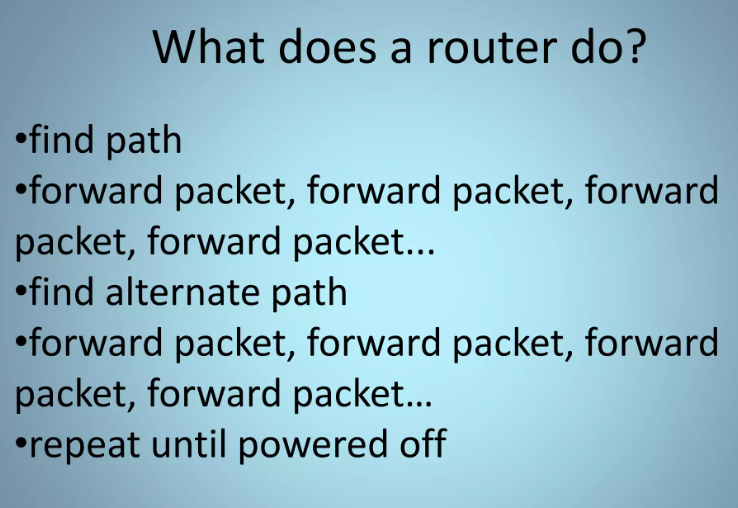 What does a router do?
•find path
•forward packet, forward packet, forward
packet, forward packet...
•find alternate path
•forward packet, forward packet, forward
packet, forward packet…
•repeat until powered off